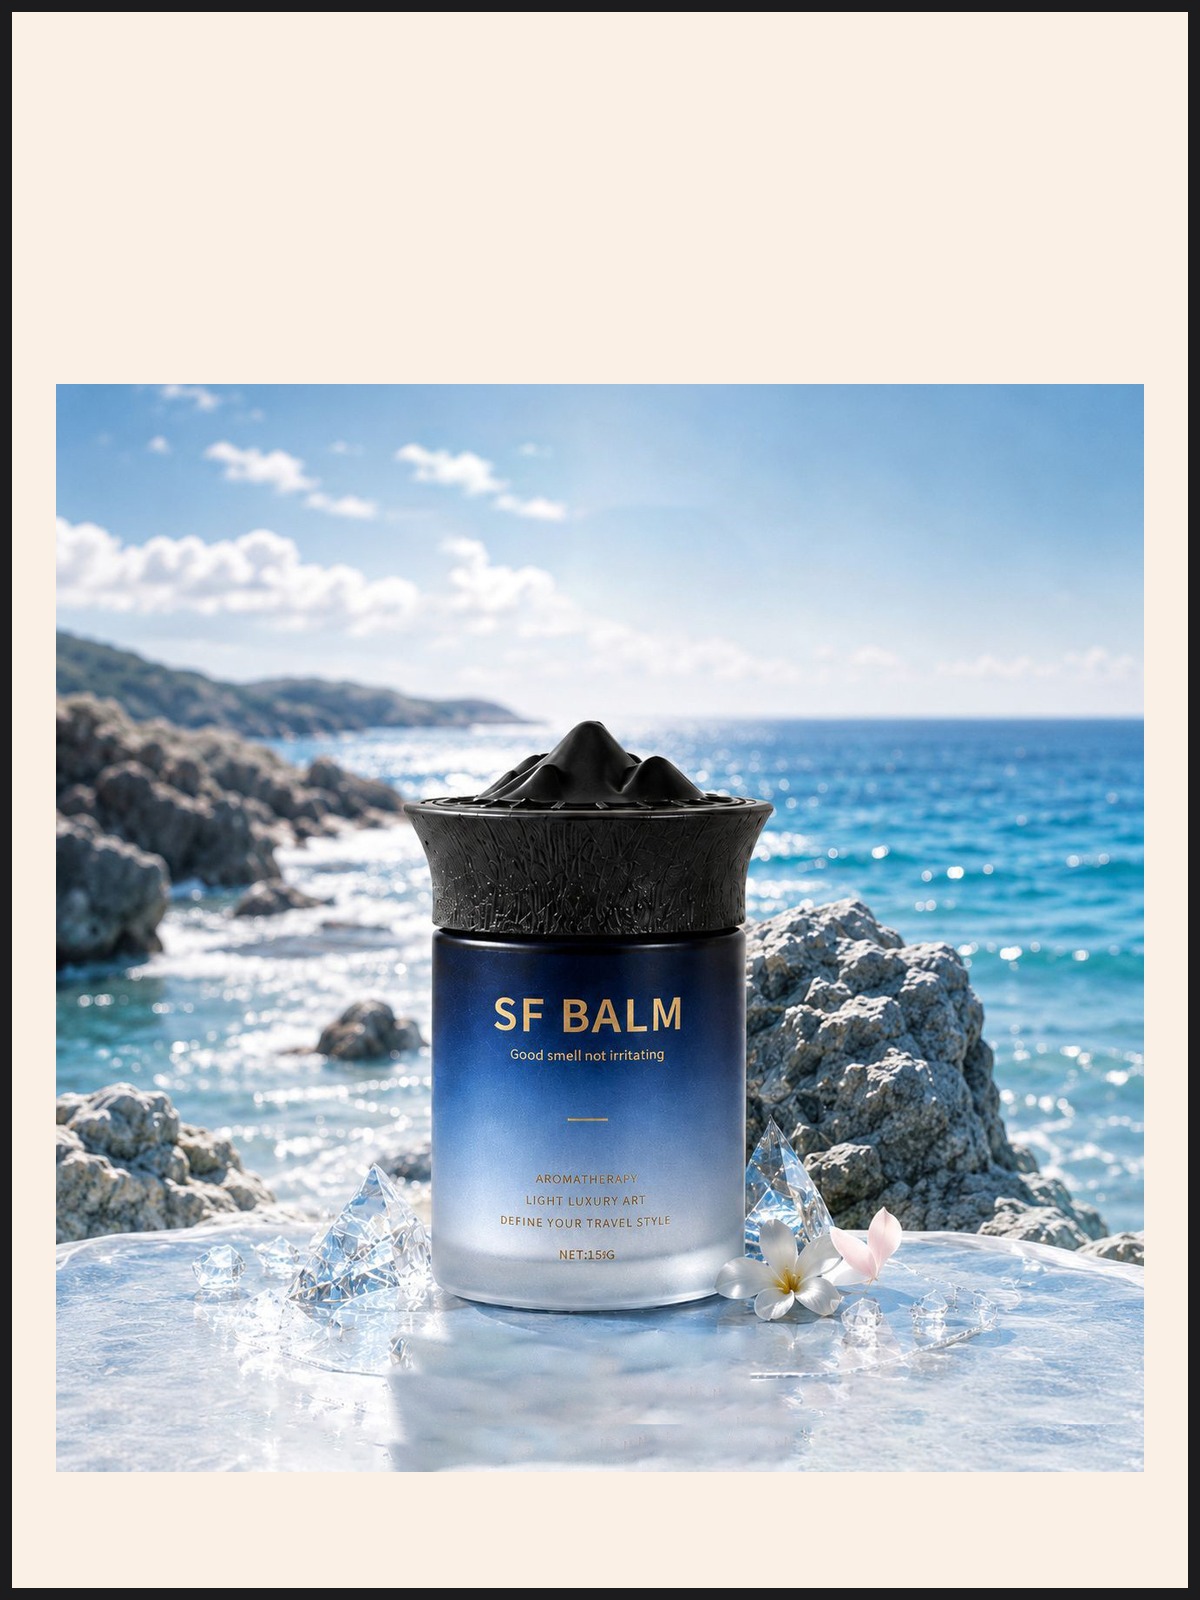 SF BALM
Good smell not irritating
AROMATHERAPY
LIGHT LUXURY ART
DEFINE YOUR TRAVEL STYLE